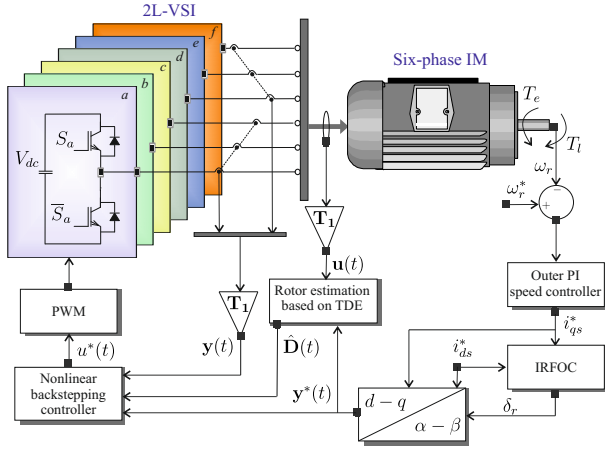 2L-VSI
f
e
d
c
b
a
V_dc
S_a
S̅_a
Six-phase IM
T_e
T_l
ω_r
ω_r^*
−
+
T_1
T_1
u(t)
Outer PI
speed controller
PWM
Rotor estimation
based on TDE
y(t)
D̂(t)
u*(t)
i_qs^*
i_ds^*
IRFOC
Nonlinear
backstepping
controller
y*(t)
d − q
α − β
δ_r